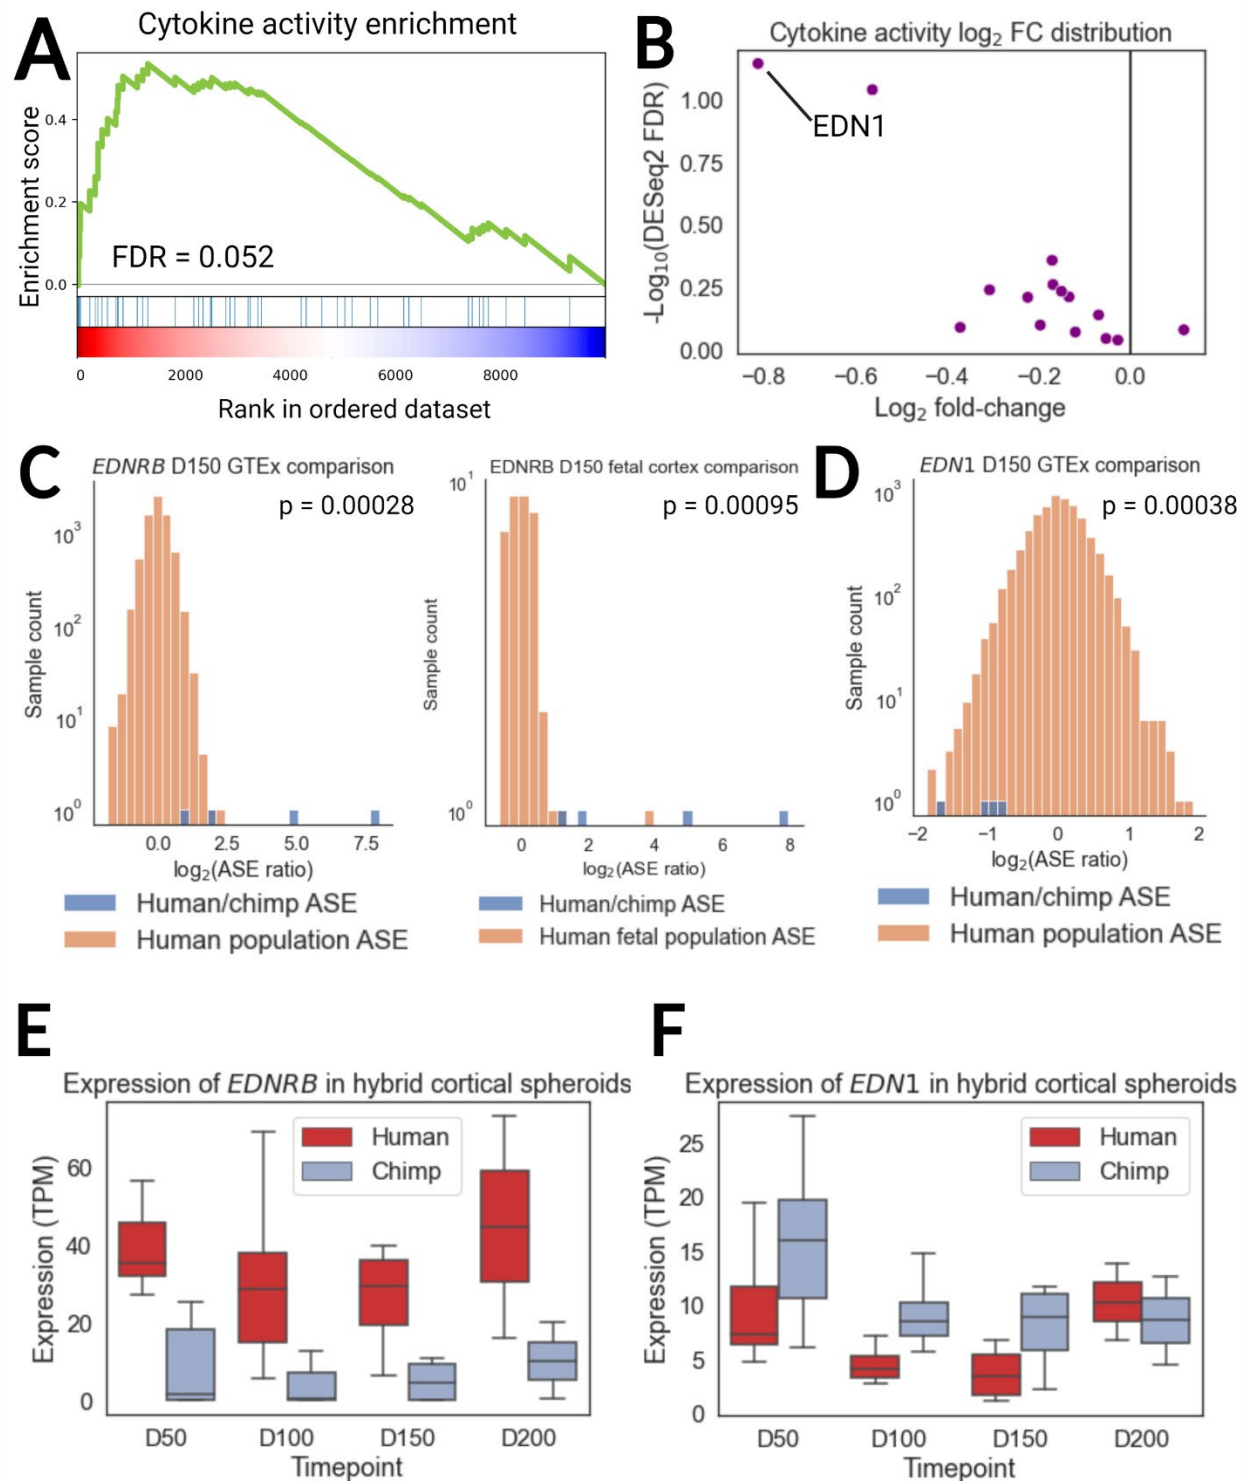 A
Cytokine activity enrichment
Enrichment score
0.4
0.2
0.0
FDR = 0.052
0 2000 4000 6000 8000
Rank in ordered dataset
B
Cytokine activity log2 FC distribution
-Log10(DESeq2 FDR)
1.00
0.75
0.50
0.25
0.00
EDN1
−0.8 −0.6 −0.4 −0.2 0.0
Log2 fold-change
C
EDNRB D150 GTEx comparison
p = 0.00028
Sample count
10^3
10^2
10^1
10^0
0.0 2.5 5.0 7.5
log2(ASE ratio)
Human/chimp ASE
Human population ASE
EDNRB D150 fetal cortex comparison
p = 0.00095
Sample count
10^1
10^0
0 2 4 6 8
log2(ASE ratio)
Human/chimp ASE
Human fetal population ASE
D
EDN1 D150 GTEx comparison
p = 0.00038
Sample count
10^3
10^2
10^1
10^0
−2 −1 0 1 2
log2(ASE ratio)
Human/chimp ASE
Human population ASE
E
Expression of EDNRB in hybrid cortical spheroids
Expression (TPM)
60
40
20
0
Human
Chimp
D50 D100 D150 D200
Timepoint
F
Expression of EDN1 in hybrid cortical spheroids
Expression (TPM)
25
20
15
10
5
0
Human
Chimp
D50 D100 D150 D200
Timepoint